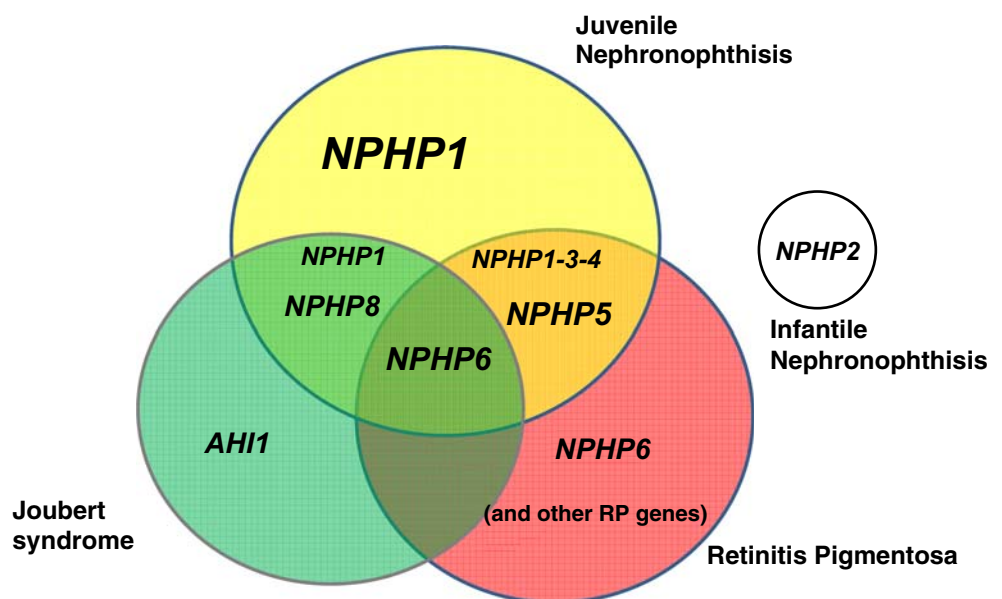 Juvenile
Nephronophthisis
NPHP1
NPHP1
NPHP1-3-4
NPHP2
NPHP8
NPHP5
Infantile
Nephronophthisis
NPHP6
AHI1
NPHP6
Joubert
syndrome
(and other RP genes)
Retinitis Pigmentosa